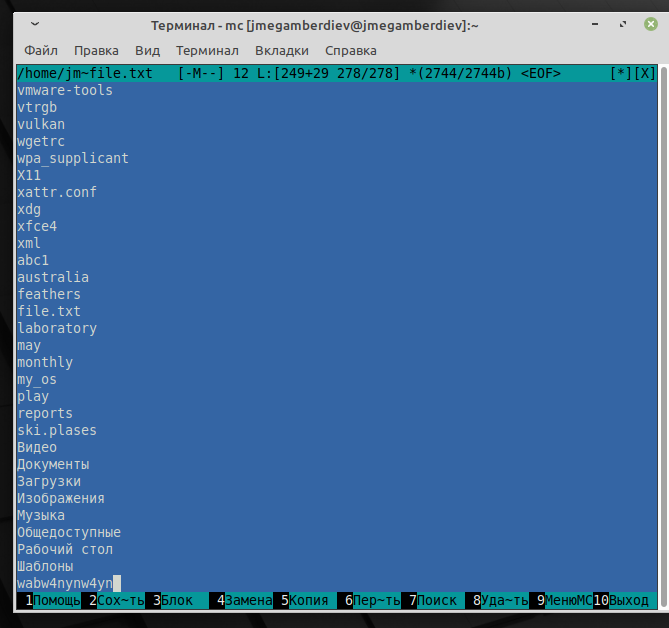 Терминал - mc [jmegamberdiev@jmegamberdiev]:~
Файл Правка Вид Терминал Вкладки Справка
/home/jm~file.txt [-M--] 12 L:[249+29 278/278] *(2744/2744b) <EOF> [*][X]
vmware-tools
vtrgb
vulkan
wgetrc
wpa_supplicant
X11
xattr.conf
xdg
xfce4
xml
abc1
australia
feathers
file.txt
laboratory
may
monthly
my_os
play
reports
ski.plases
Видео
Документы
Загрузки
Изображения
Музыка
Общедоступные
Рабочий стол
Шаблоны
wabw4nynw4yn
1Помощь 2Сох~ть 3Блок 4Замена 5Копия 6Пер~ть 7Поиск 8Уда~ть 9МенюMC 10Выход